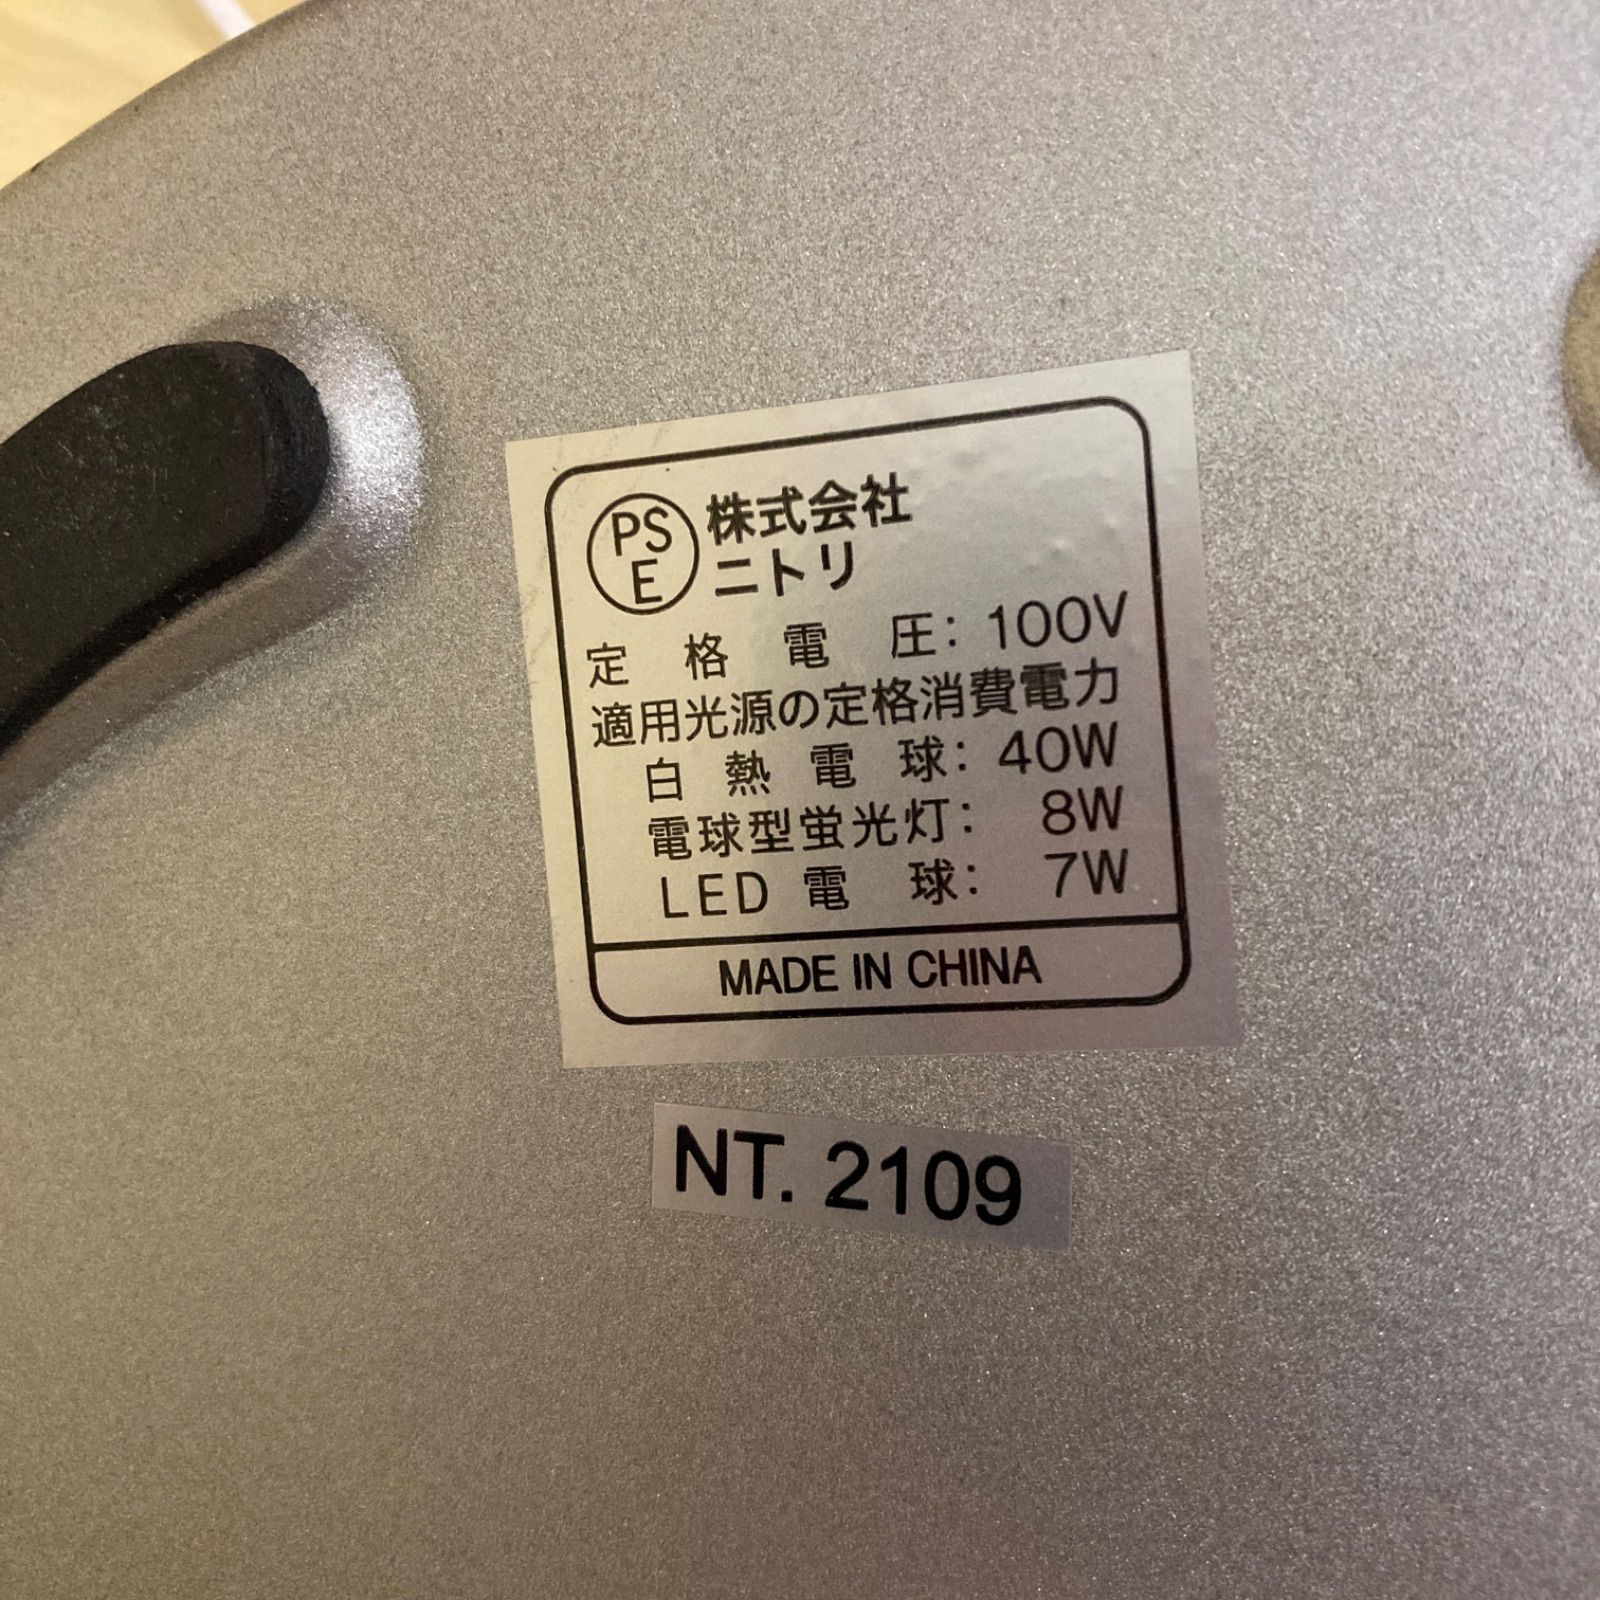 PSE 株式会社
ニトリ
定格電圧：100V
適用光源の定格消費電力
白熱電球：40W
電球型蛍光灯：8W
LED電球：7W
MADE IN CHINA
NT. 2109